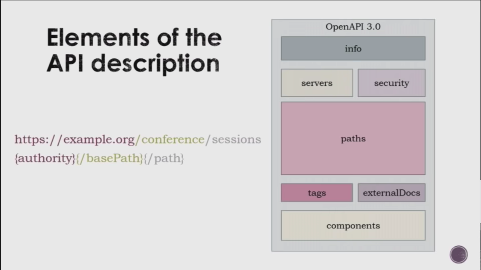 Elements of the
API description
https://example.org/conference/sessions
{authority}{/basePath}{/path}
OpenAPI 3.0
info
servers
security
paths
tags
externalDocs
components